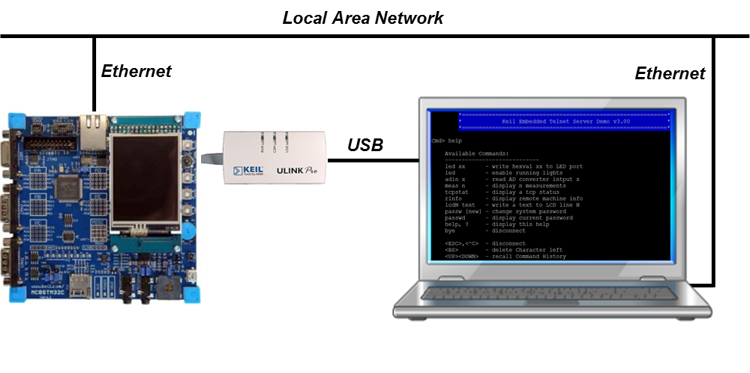 Local Area Network
Ethernet
Ethernet
USB
KEIL
ULINK Pro
MCBSTM32C
Keil Embedded Telnet Server Demo v3.00
Cmd> help
Available Commands:
--------------------------
led xx - write hexval xx to LED port
led - enable running lights
adin x - read AD converter intput x
meas n - display n measurements
tcpstat - display a tcp status
rinfo - display remote machine info
lcdN text - write a text to LCD line N
passw [new] - change system password
passwd - display current password
help, ? - display this help
bye - disconnect
<ESC>,<^C> - disconnect
<BS> - delete Character left
<UP><DOWN> - recall Command History